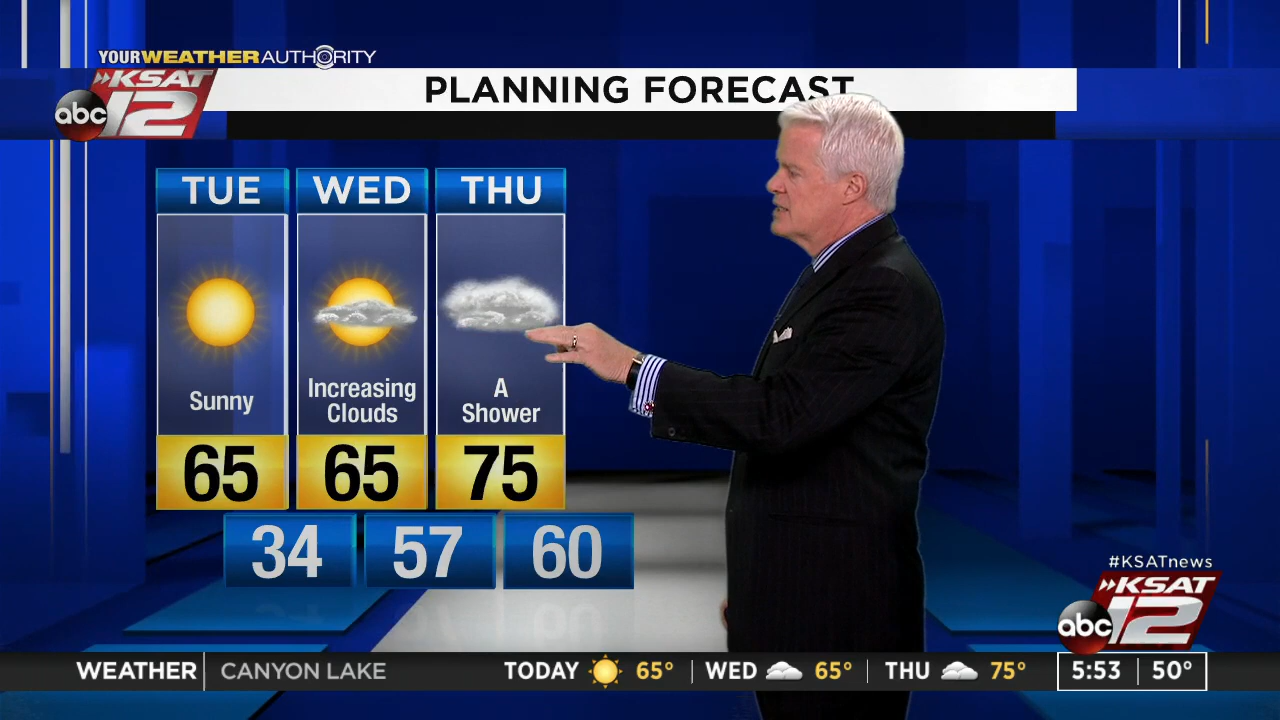 YOURWEATHERAUTHORITY
KSAT
abc 12
PLANNING FORECAST
TUE WED THU
Sunny
Increasing
Clouds
A
Shower
65 65 75
34 57 60
#KSATnews
KSAT
abc 12
WEATHER CANYON LAKE TODAY 65° WED 65° THU 75° 5:53 50°